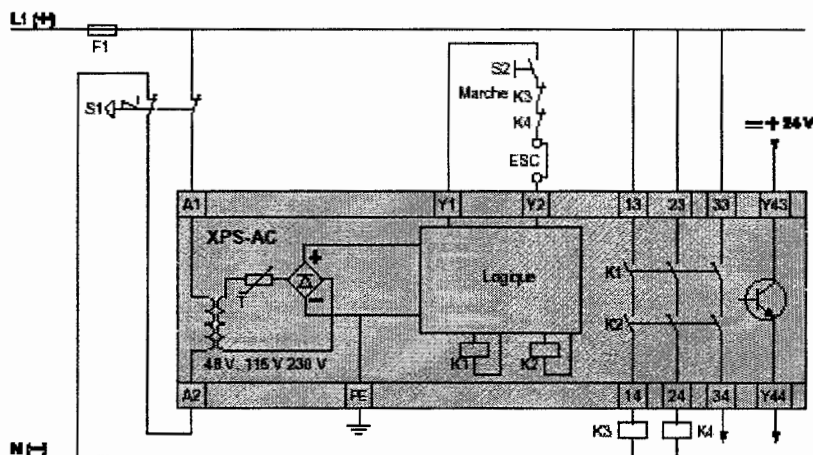 L1 (+)
F1
S1
S2
Marche
K3
K4
ESC
= + 24 V
A1
Y1
Y2
13
23
33
Y43
XPS-AC
+
−
T
Logique
K1
K2
K1
K2
48 V 115 V 230 V
A2
PE
14
24
34
Y44
K3
K4
N (−)